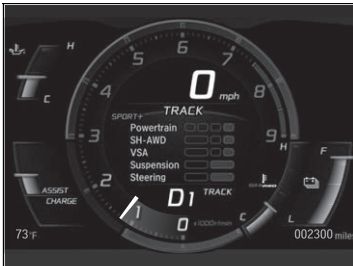 H
C
5
6
7
4
8
3
9
2
1
0
0 mph
TRACK
SPORT+
Powertrain
SH-AWD
VSA
Suspension
Steering
D1 TRACK
x1000r/min
H
C
F
L
ASSIST
CHARGE
73°F
002300 miles